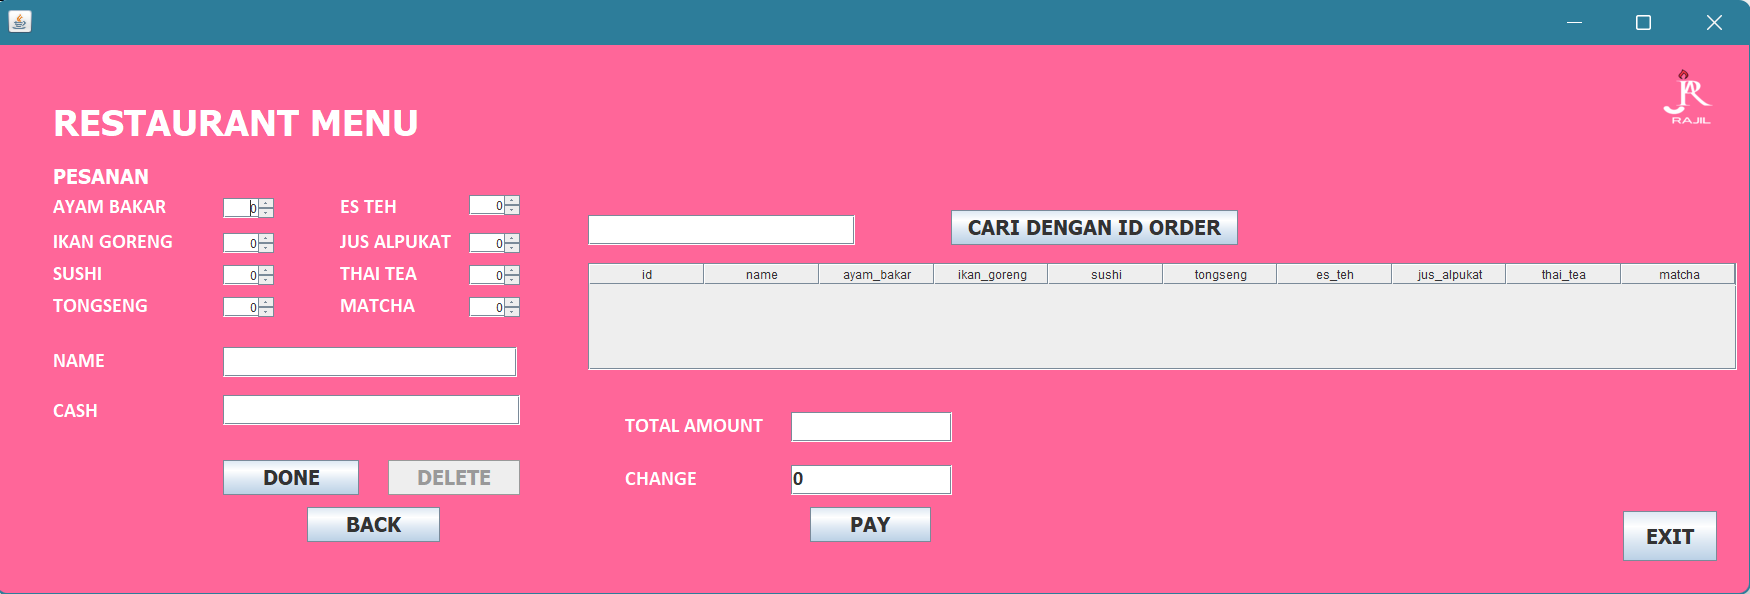 RAJIL
RESTAURANT MENU
PESANAN
AYAM BAKAR 0 ES TEH 0
IKAN GORENG 0 JUS ALPUKAT 0
SUSHI 0 THAI TEA 0
TONGSENG 0 MATCHA 0
NAME
CASH
DONE DELETE
BACK
CARI DENGAN ID ORDER
id name ayam_bakar ikan_goreng sushi tongseng es_teh jus_alpukat thai_tea matcha
TOTAL AMOUNT
CHANGE 0
PAY
EXIT